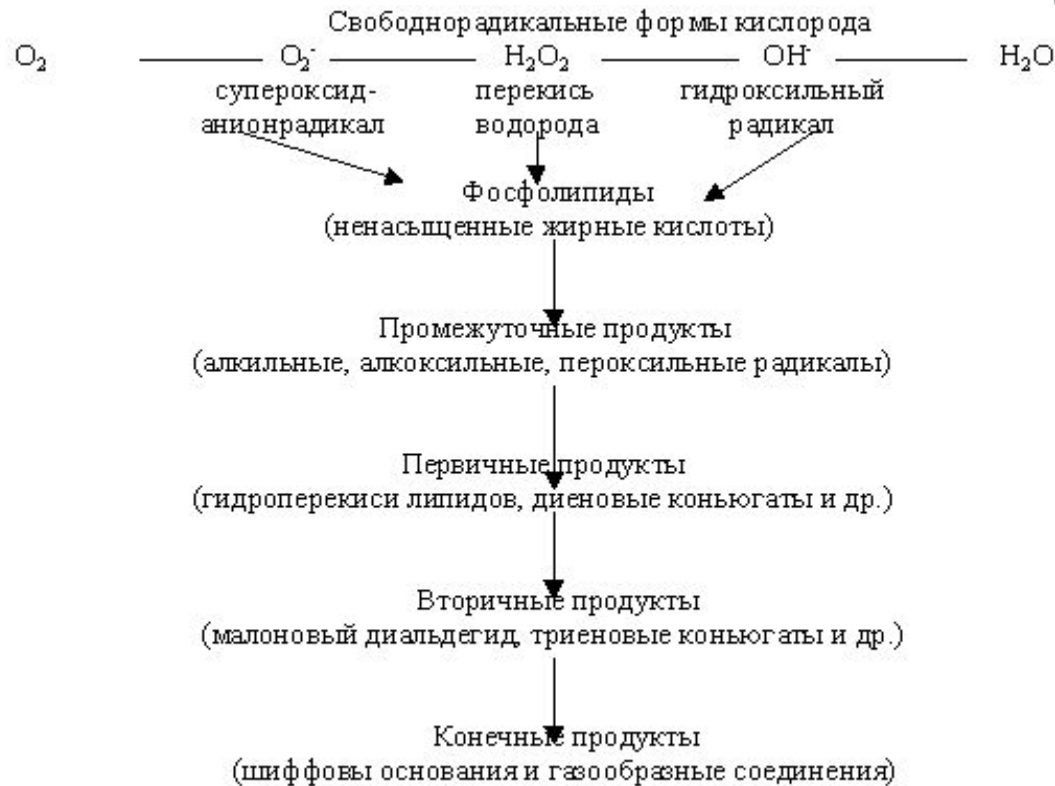 Свободнорадикальные формы кислорода
O₂ O₂⁻ H₂O₂ OH⁻ H₂O
супероксид- перекись гидроксильный
анионрадикал водорода радикал
Фосфолипиды
(ненасыщенные жирные кислоты)
Промежуточные продукты
(алкильные, алкоксильные, пероксильные радикалы)
Первичные продукты
(гидроперекиси липидов, диеновые коньюгаты и др.)
Вторичные продукты
(малоновый диальдегид, триеновые коньюгаты и др.)
Конечные продукты
(шиффовы основания и газообразные соединения)